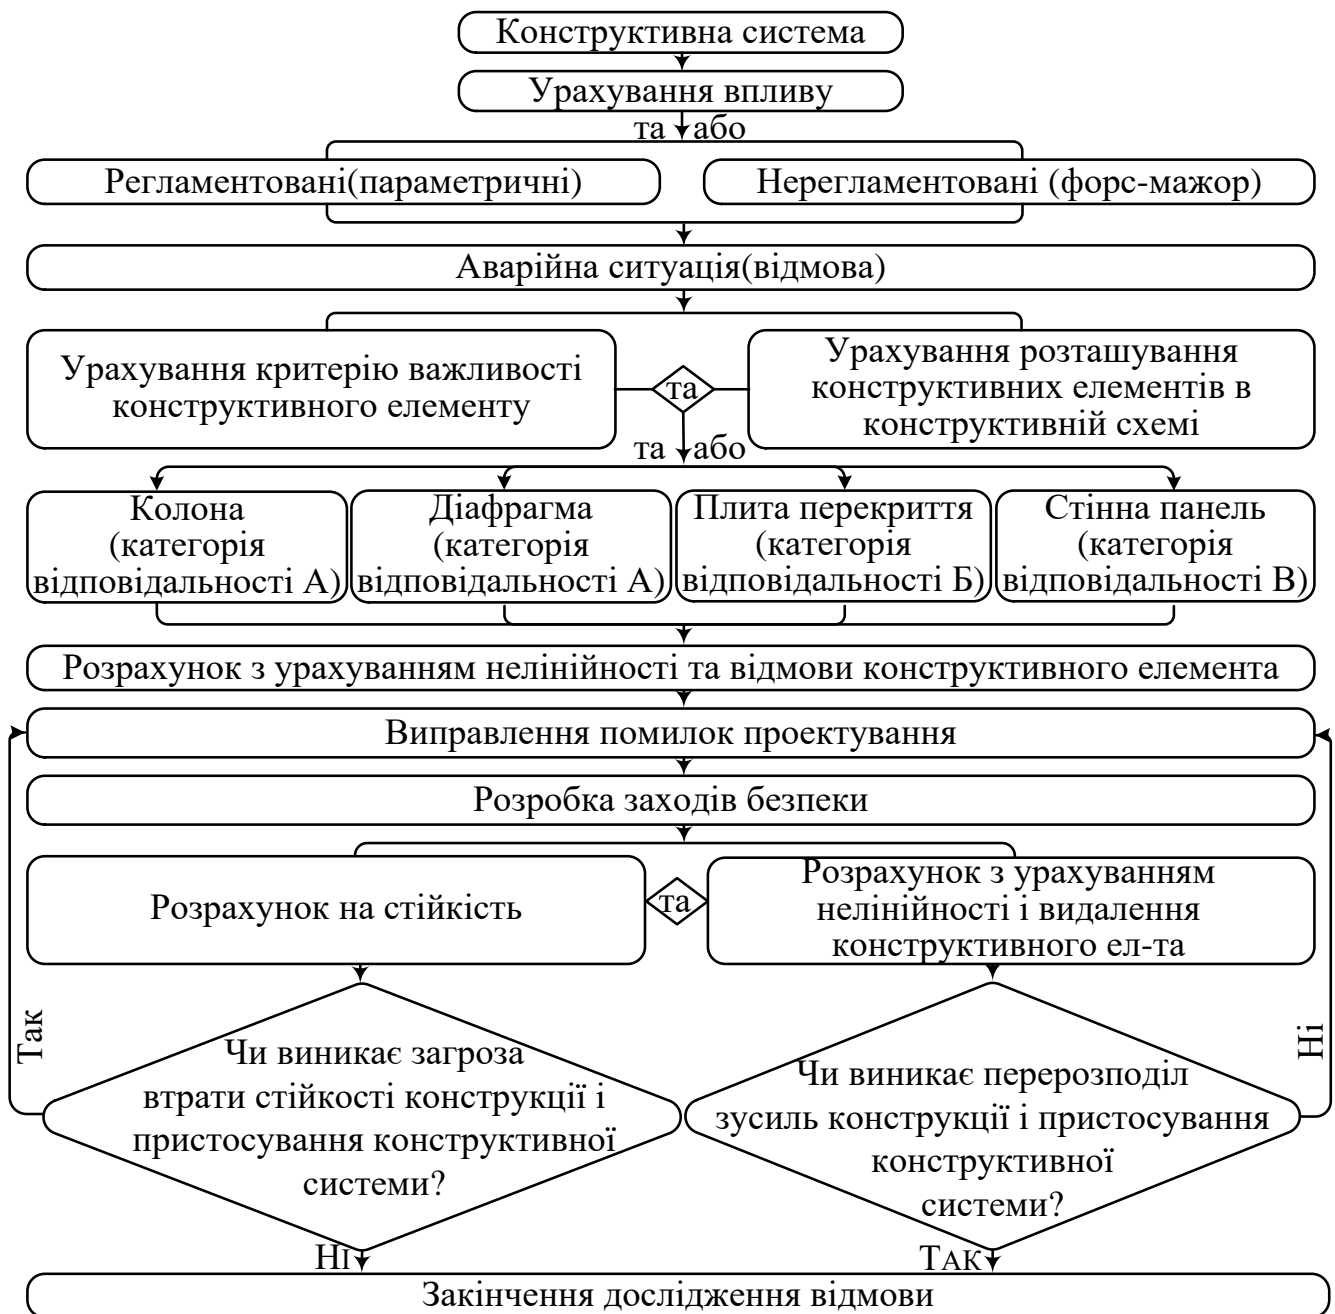 Конструктивна система
Урахування впливу
та або
Регламентовані(параметричні)
Нерегламентовані (форс-мажор)
Аварійна ситуація(відмова)
Урахування критерію важливості
конструктивного елементу
та
Урахування розташування
конструктивних елементів в
конструктивній схемі
та або
Колона
(категорія
відповідальності А)
Діафрагма
(категорія
відповідальності А)
Плита перекриття
(категорія
відповідальності Б)
Стінна панель
(категорія
відповідальності В)
Розрахунок з урахуванням нелінійності та відмови конструктивного елемента
Виправлення помилок проектування
Розробка заходів безпеки
Розрахунок на стійкість
та
Розрахунок з урахуванням
нелінійності і видалення
конструктивного ел-та
Так
Чи виникає загроза
втрати стійкості конструкції і
пристосування конструктивної
системи?
Чи виникає перерозподіл
зусиль конструкції і пристосування
конструктивної
системи?
Ні
Ні
Так
Закінчення дослідження відмови